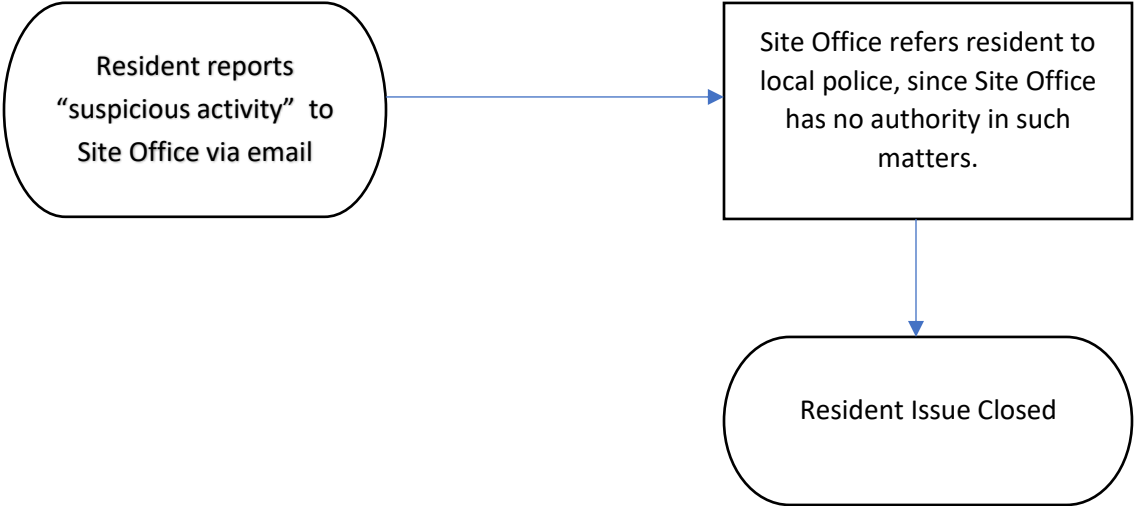 Resident reports
“suspicious activity”  to
Site Office via email
Site Office refers resident to
local police, since Site Office
has no authority in such
matters.
Resident Issue Closed